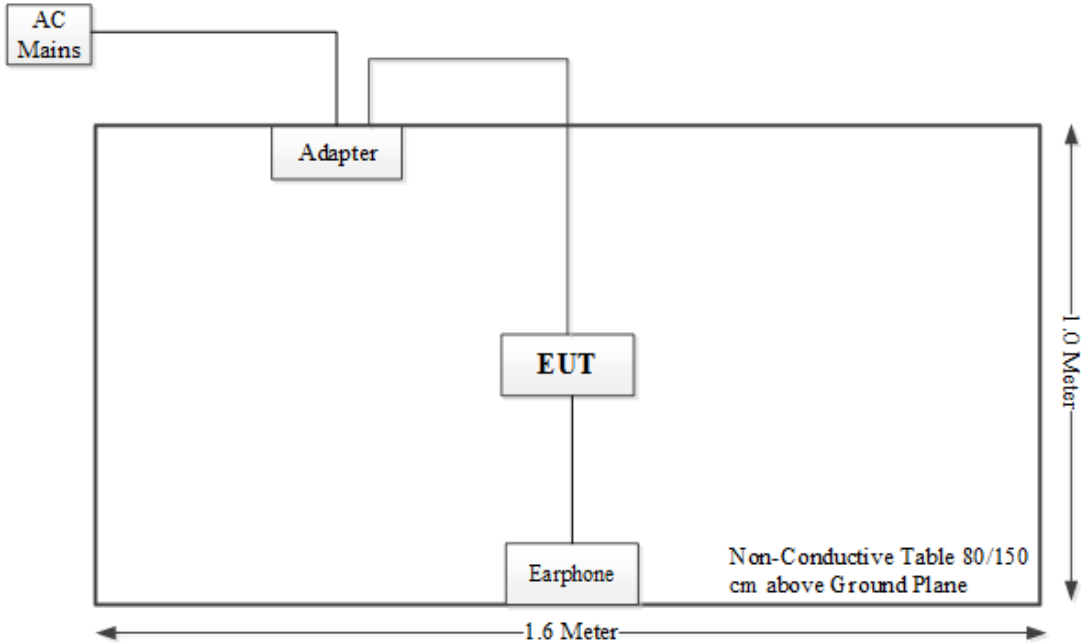 AC
Mains
Adapter
EUT
1.0 Meter
Earphone
Non-Conductive Table 80/150
cm above Ground Plane
1.6 Meter